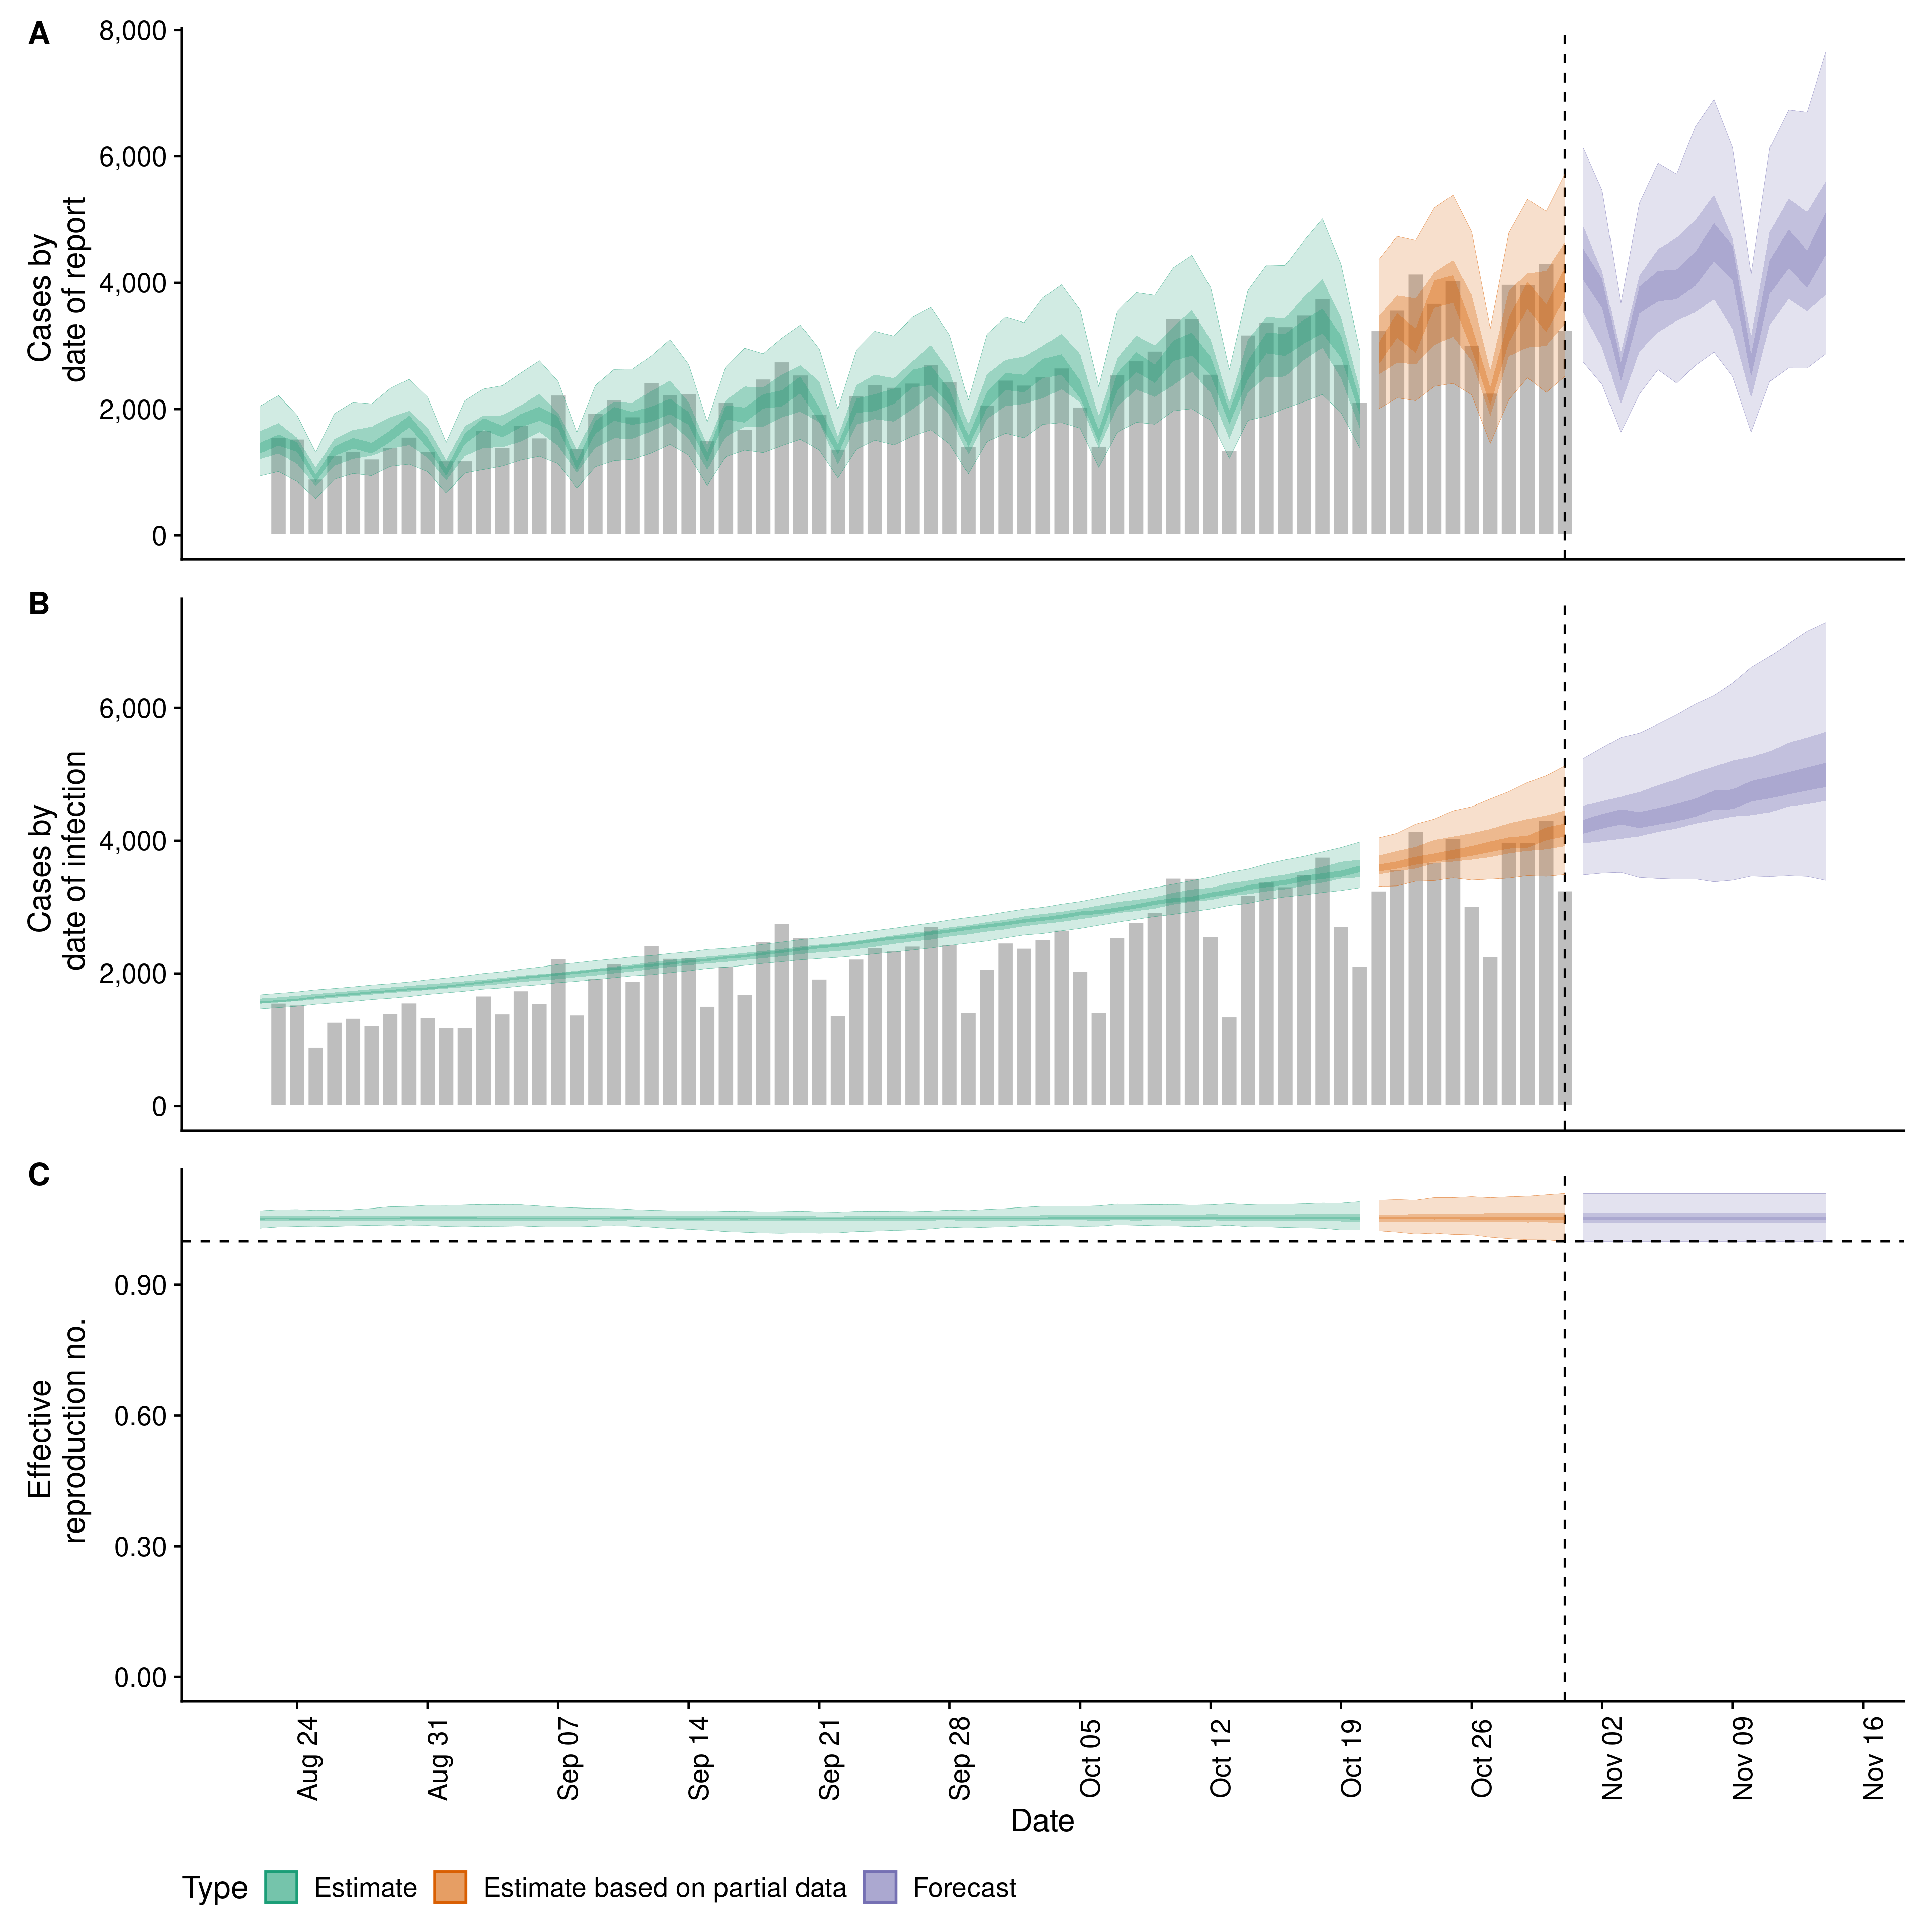 A
8,000
6,000
4,000
2,000
0
Cases by
date of report
B
6,000
4,000
2,000
0
Cases by
date of infection
C
0.90
0.60
0.30
0.00
Effective
reproduction no.
Aug 24
Aug 31
Sep 07
Sep 14
Sep 21
Sep 28
Oct 05
Oct 12
Oct 19
Oct 26
Nov 02
Nov 09
Nov 16
Date
Type Estimate Estimate based on partial data Forecast